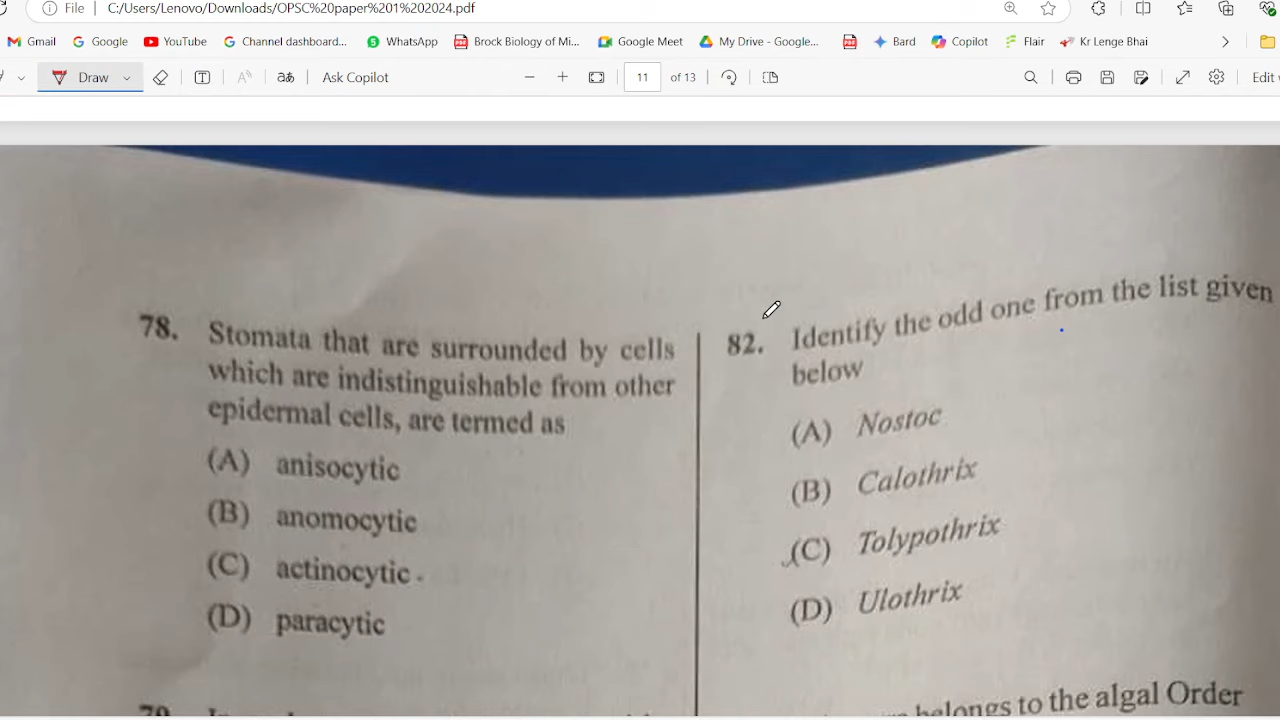 File C:/Users/Lenovo/Downloads/OPSC%20paper%201%202024.pdf
Gmail Google YouTube Channel dashboard... WhatsApp Brock Biology of Mi... Google Meet My Drive - Google... Bard Copilot Flair Kr Lenge Bhai
Draw Ask Copilot 11 of 13 Edit
78. Stomata that are surrounded by cells
which are indistinguishable from other
epidermal cells, are termed as
(A) anisocytic
(B) anomocytic
(C) actinocytic
(D) paracytic
82. Identify the odd one from the list given
below
(A) Nostoc
(B) Calothrix
(C) Tolypothrix
(D) Ulothrix
belongs to the algal Order